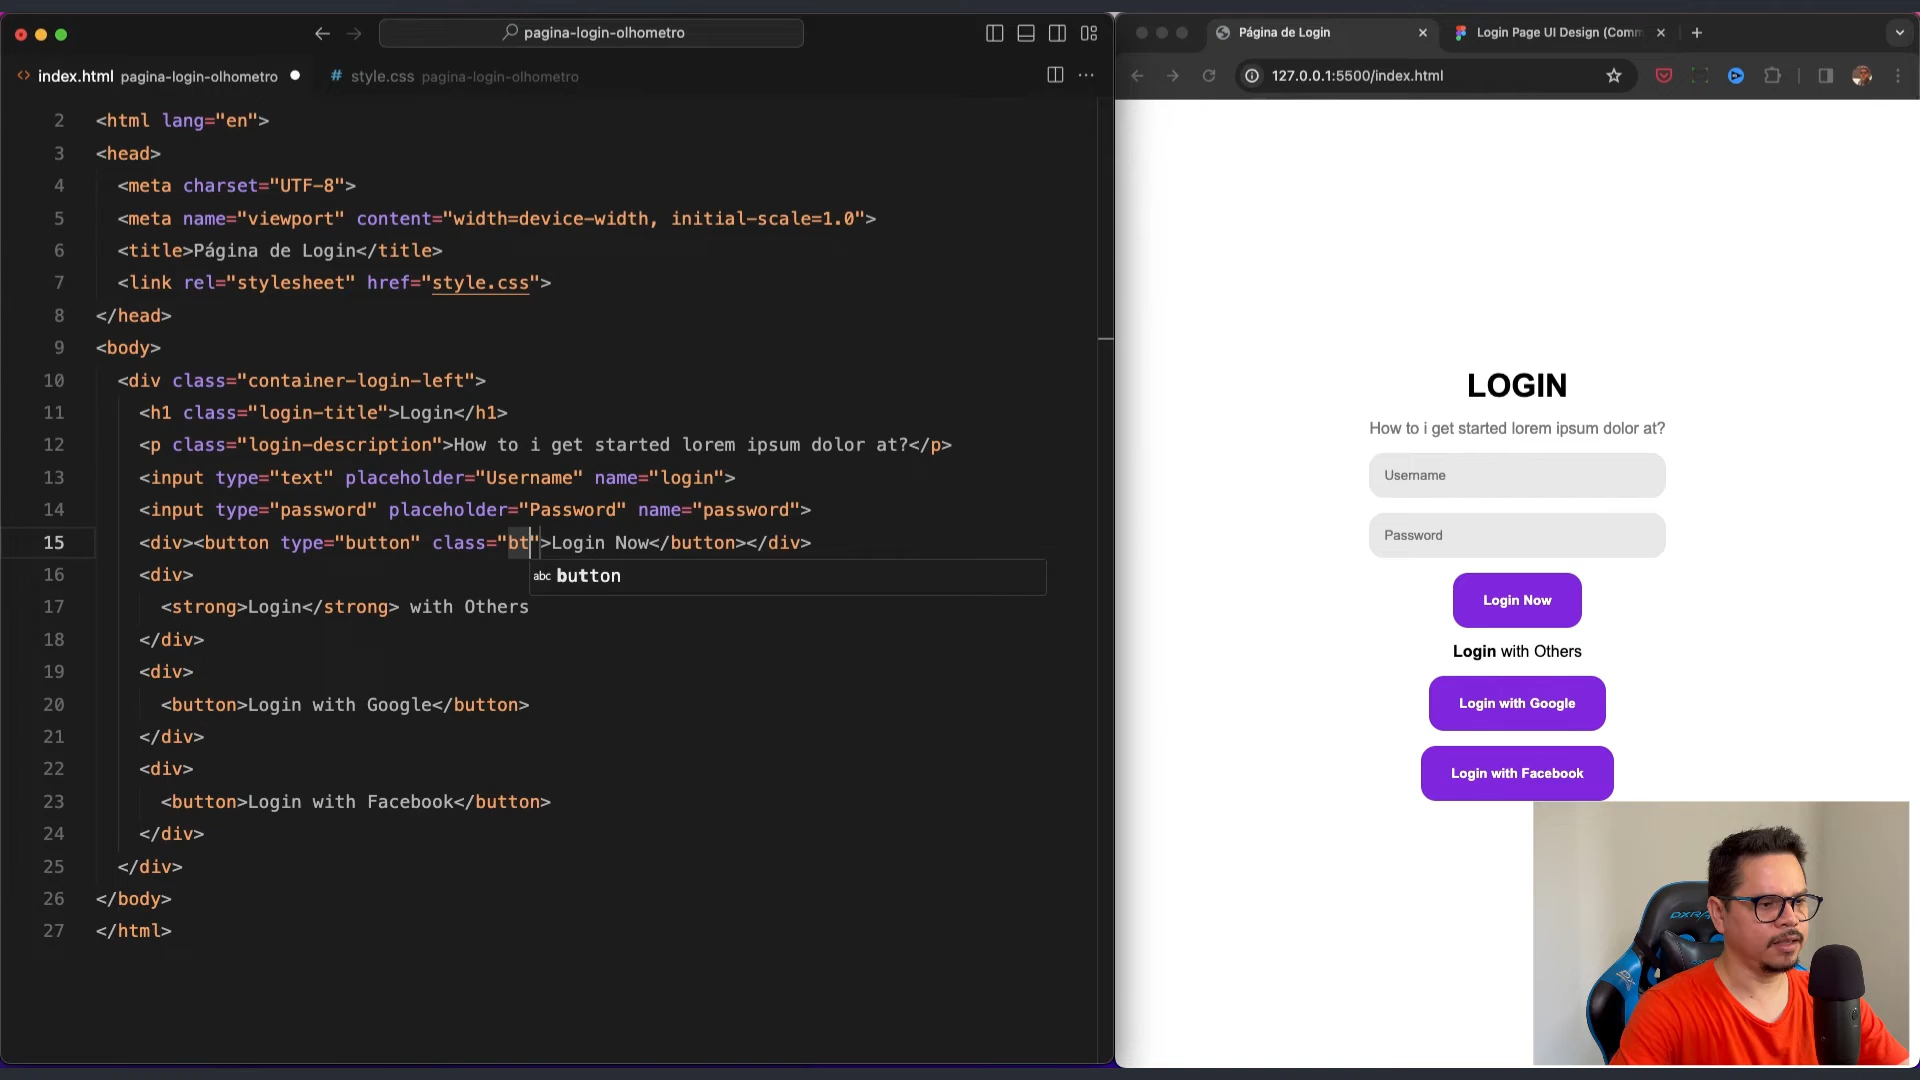 pagina-login-olhometro
index.html pagina-login-olhometro
# style.css pagina-login-olhometro
2 <html lang="en">
3 <head>
4 <meta charset="UTF-8">
5 <meta name="viewport" content="width=device-width, initial-scale=1.0">
6 <title>Página de Login</title>
7 <link rel="stylesheet" href="style.css">
8 </head>
9 <body>
10 <div class="container-login-left">
11 <h1 class="login-title">Login</h1>
12 <p class="login-description">How to i get started lorem ipsum dolor at?</p>
13 <input type="text" placeholder="Username" name="login">
14 <input type="password" placeholder="Password" name="password">
15 <div><button type="button" class="bt">Login Now</button></div>
abc button
16 <div>
17 <strong>Login</strong> with Others
18 </div>
19 <div>
20 <button>Login with Google</button>
21 </div>
22 <div>
23 <button>Login with Facebook</button>
24 </div>
25 </div>
26 </body>
27 </html>
Página de Login
Login Page UI Design (Comm
127.0.0.1:5500/index.html
LOGIN
How to i get started lorem ipsum dolor at?
Username
Password
Login Now
Login with Others
Login with Google
Login with Facebook